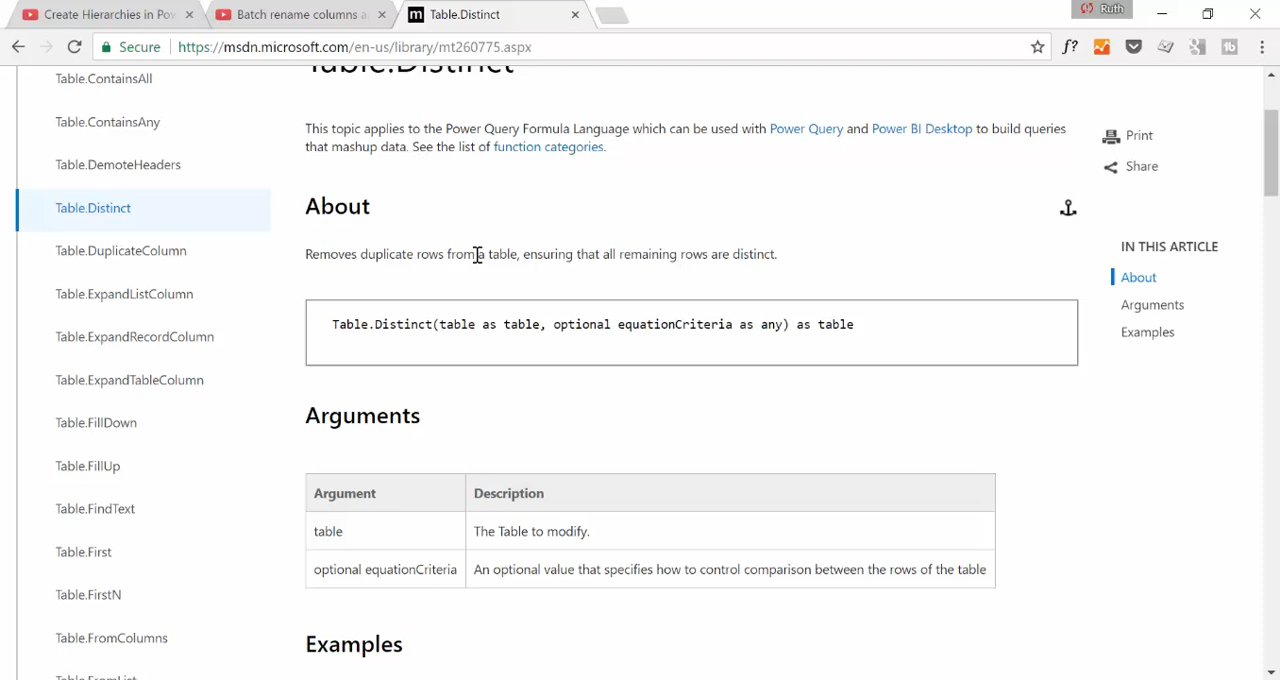 Create Hierarchies in Pow
Batch rename columns a
Table.Distinct
Ruth
Secure
https://msdn.microsoft.com/en-us/library/mt260775.aspx
f?
Table.Distinct
Table.ContainsAll
Table.ContainsAny
Table.DemoteHeaders
Table.Distinct
Table.DuplicateColumn
Table.ExpandListColumn
Table.ExpandRecordColumn
Table.ExpandTableColumn
Table.FillDown
Table.FillUp
Table.FindText
Table.First
Table.FirstN
Table.FromColumns
Table.FromList
This topic applies to the Power Query Formula Language which can be used with Power Query and Power BI Desktop to build queries
that mashup data. See the list of function categories.
About
Removes duplicate rows from a table, ensuring that all remaining rows are distinct.
Table.Distinct(table as table, optional equationCriteria as any) as table
Arguments
Argument Description
table The Table to modify.
optional equationCriteria An optional value that specifies how to control comparison between the rows of the table
Examples
Print
Share
IN THIS ARTICLE
About
Arguments
Examples